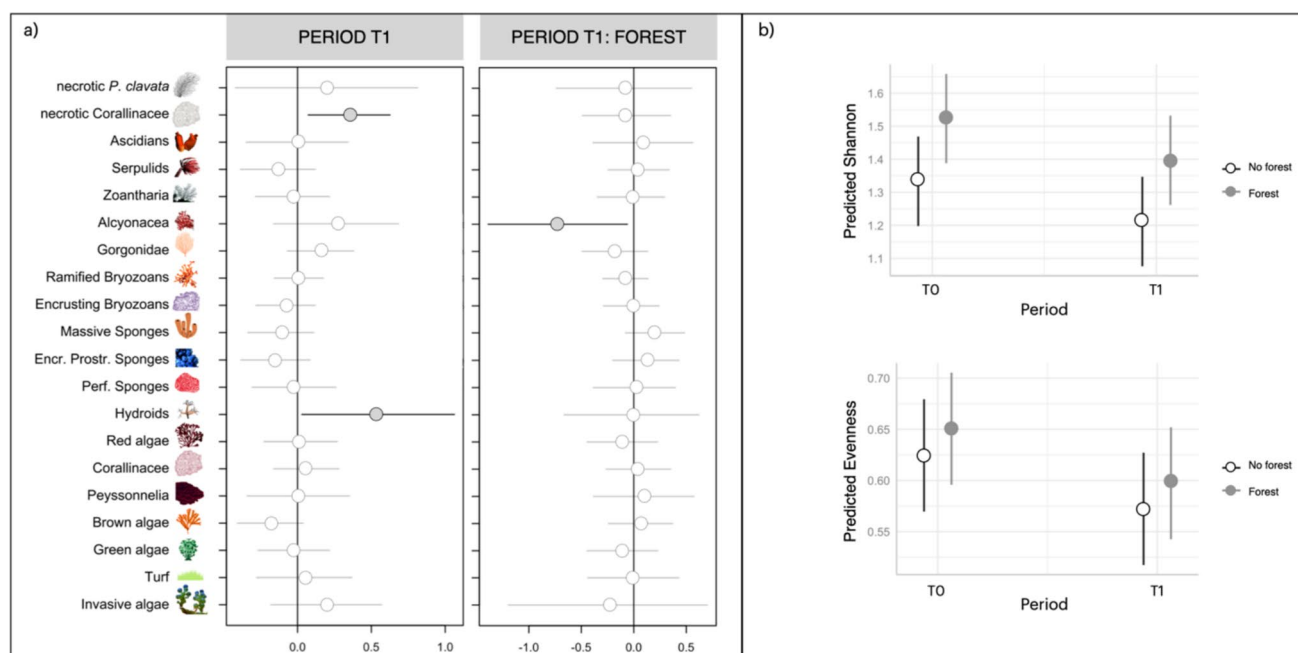 a)
PERIOD T1
PERIOD T1: FOREST
necrotic P. clavata
necrotic Corallinacee
Ascidians
Serpulids
Zoantharia
Alcyonacea
Gorgonidae
Ramified Bryozoans
Encrusting Bryozoans
Massive Sponges
Encr. Prostr. Sponges
Perf. Sponges
Hydroids
Red algae
Corallinacee
Peyssonnelia
Brown algae
Green algae
Turf
Invasive algae
0.0 0.5 1.0
-1.0 -0.5 0.0 0.5
b)
Predicted Shannon
1.6
1.5
1.4
1.3
1.2
1.1
T0 T1
Period
No forest
Forest
Predicted Evenness
0.70
0.65
0.60
0.55
T0 T1
Period
No forest
Forest